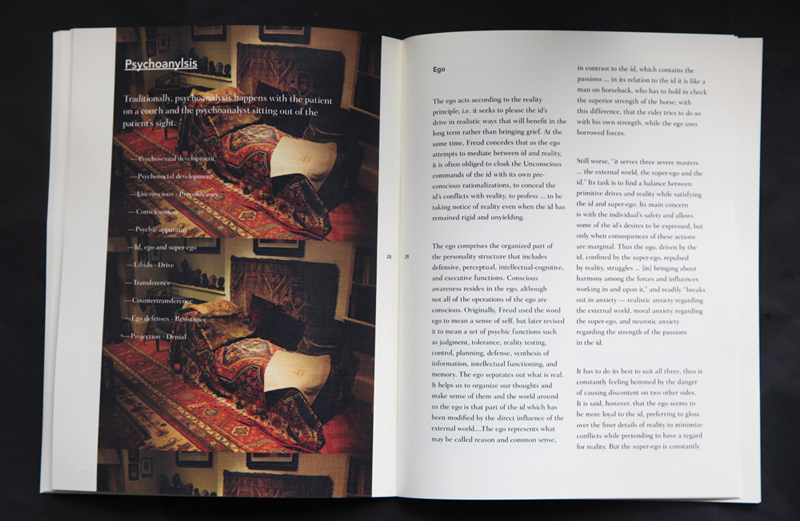 Psychoanylsis
Traditionally, psychoanalysis happens with the patient
on a couch and the psychoanalyst sitting out of the
patient's sight.
—Psychosexual development
—Psychosocial development
—Unconscious - Preconscious
—Consciousness
—Psychic apparatus
—Id, ego and super-ego
—Libido - Drive
—Transference
—Countertransference
—Ego defenses - Resistance
—Projection - Denial
Ego
The ego acts according to the reality
principle; i.e. it seeks to please the id's
drive in realistic ways that will benefit in the
long term rather than bringing grief. At the
same time, Freud concedes that as the ego
attempts to mediate between id and reality,
it is often obliged to cloak the Unconscious
commands of the id with its own pre-
conscious rationalizations, to conceal the
id's conflicts with reality, to profess ... to be
taking notice of reality even when the id has
remained rigid and unyielding.
The ego comprises the organized part of
the personality structure that includes
defensive, perceptual, intellectual-cognitive,
and executive functions. Conscious
awareness resides in the ego, although
not all of the operations of the ego are
conscious. Originally, Freud used the word
ego to mean a sense of self, but later revised
it to mean a set of psychic functions such
as judgment, tolerance, reality testing,
control, planning, defense, synthesis of
information, intellectual functioning, and
memory. The ego separates out what is real.
It helps us to organize our thoughts and
make sense of them and the world around
us the ego is that part of the id which has
been modified by the direct influence of the
external world....The ego represents what
may be called reason and common sense,
in contrast to the id, which contains the
passions ... in its relation to the id it is like a
man on horseback, who has to hold in check
the superior strength of the horse; with
this difference, that the rider tries to do so
with his own strength, while the ego uses
borrowed forces.
Still worse, "it serves three severe masters
... the external world, the super-ego and the
id." Its task is to find a balance between
primitive drives and reality while satisfying
the id and super-ego. Its main concern
is with the individual's safety and allows
some of the id's desires to be expressed, but
only when consequences of these actions
are marginal. Thus the ego, driven by the
id, confined by the super-ego, repulsed
by reality, struggles ... [in] bringing about
harmony among the forces and influences
working in and upon it," and readily "breaks
out in anxiety — realistic anxiety regarding
the external world, moral anxiety regarding
the super-ego, and neurotic anxiety
regarding the strength of the passions
in the id.
It has to do its best to suit all three, thus is
constantly feeling hemmed by the danger
of causing discontent on two other sides.
It is said, however, that the ego seems to
be more loyal to the id, preferring to gloss
over the finer details of reality to minimize
conflicts while pretending to have a regard
for reality. But the super-ego is constantly